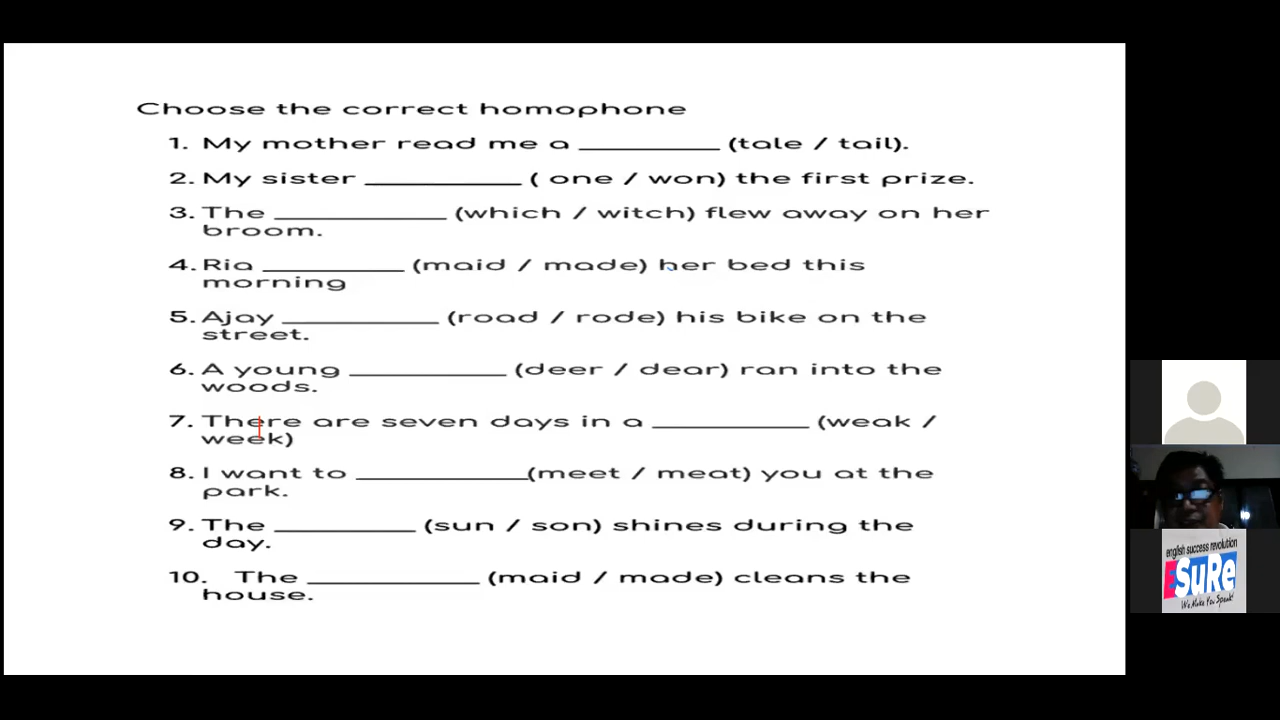 Choose the correct homophone
1. My mother read me a __________ (tale / tail).
2. My sister ___________ ( one / won) the first prize.
3. The ____________ (which / witch) flew away on her
broom.
4. Ria __________ (maid / made) her bed this
morning
5. Ajay ___________ (road / rode) his bike on the
street.
6. A young ___________ (deer / dear) ran into the
woods.
7. There are seven days in a ___________ (weak /
week)
8. I want to ____________(meet / meat) you at the
park.
9. The __________ (sun / son) shines during the
day.
10. The ____________ (maid / made) cleans the
house.
english success revolution
eSuRe
We Make You Speak!